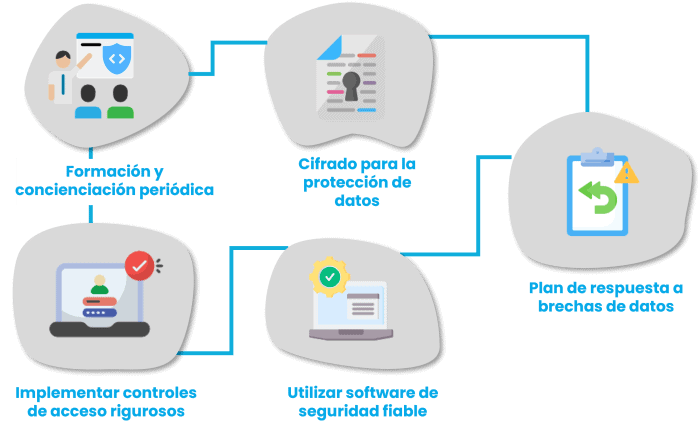 Formación y
concienciación periódica
Cifrado para la
protección de
datos
Plan de respuesta a
brechas de datos
Implementar controles
de acceso rigurosos
Utilizar software de
seguridad fiable